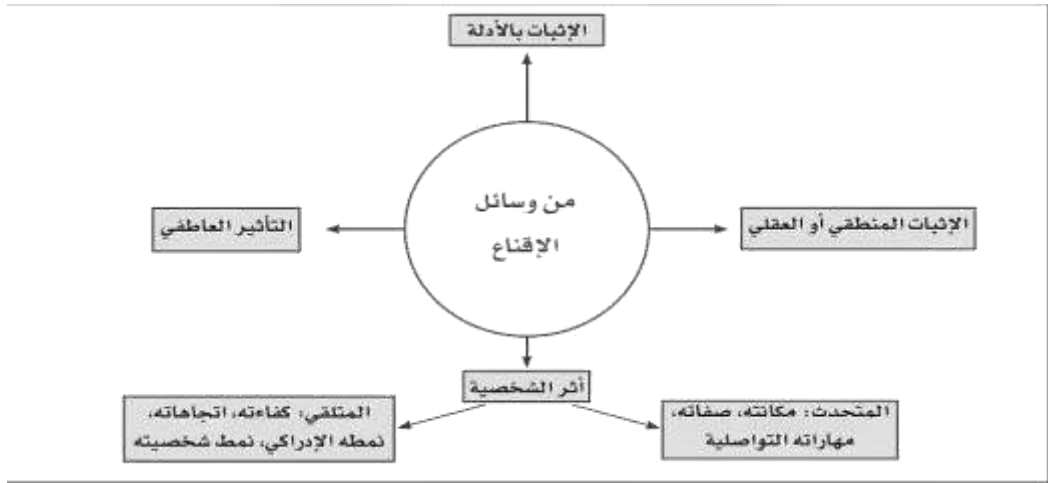 الإثبات بالأدلة
من وسائل
الإقناع
الإثبات المنطقي أو العقلي
التأثير العاطفي
أثر الشخصية
المتحدث: مكانته، صفاته،
مهاراته التواصلية
المتلقي: كفاءته، اتجاهاته،
نمطه الإدراكي، نمط شخصيته